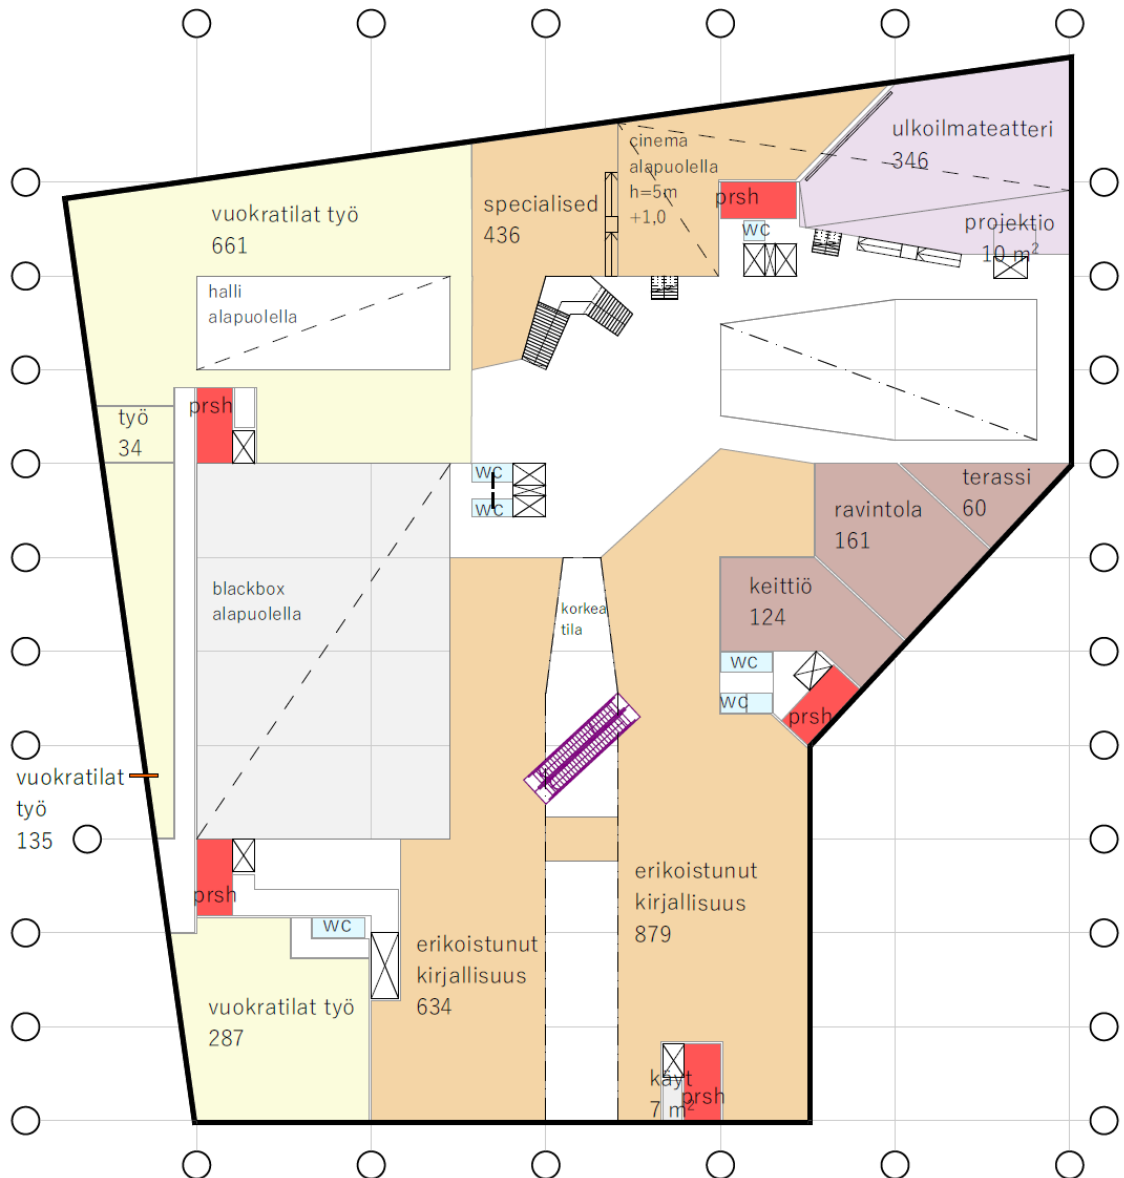 ulkoilmateatteri
346
cinema
alapuolella
h=5m
+1,0
prsh
specialised
436
vuokratilat työ
661
wc
projektio
10 m²
halli
alapuolella
prsh
työ
34
wc
wc
terassi
60
ravintola
161
blackbox
alapuolella
keittiö
124
korkea
tila
wc
wc
prsh
vuokratilat
työ
135
erikoistunut
kirjallisuus
879
prsh
wc
erikoistunut
kirjallisuus
634
vuokratilat työ
287
käyt
7 m²
prsh